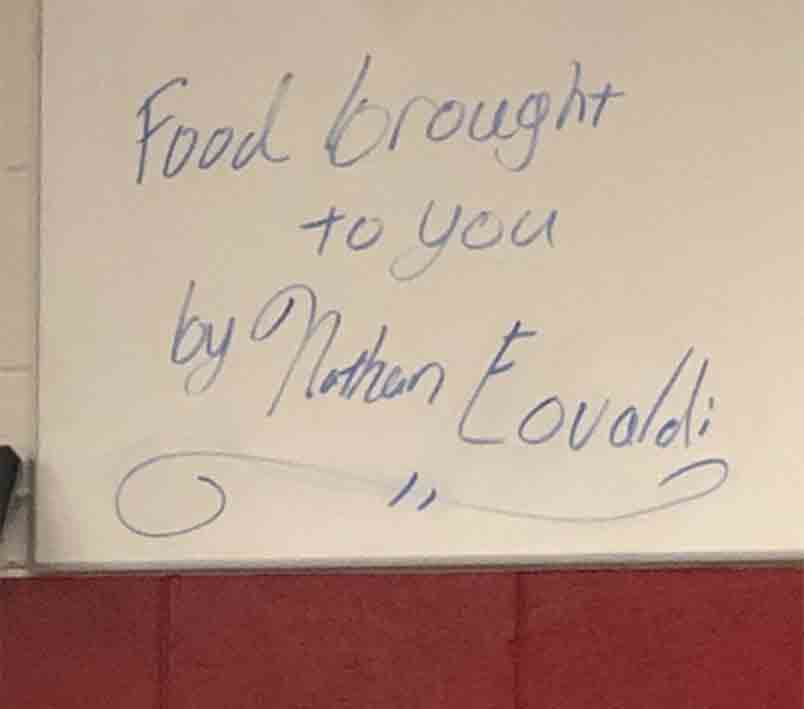 Food brought
to you
by Nathan Eovaldi